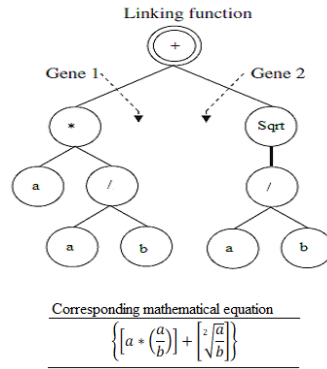 Linking function
+
Gene 1 Gene 2
* Sqrt
a / /
a b a b
Corresponding mathematical equation
{[a * (a/b)] + [²√(a/b)]}